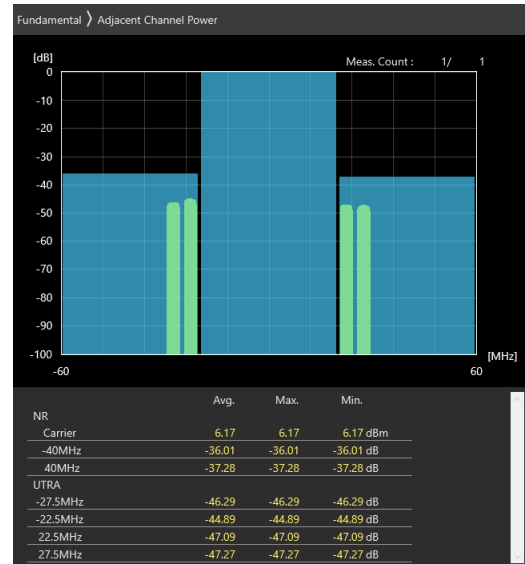 Fundamental 〉 Adjacent Channel Power
[dB]
Meas. Count : 1/ 1
0
-10
-20
-30
-40
-50
-60
-70
-80
-90
-100
[MHz]
-60 60
Avg. Max. Min.
NR
Carrier 6.17 6.17 6.17 dBm
-40MHz -36.01 -36.01 -36.01 dB
40MHz -37.28 -37.28 -37.28 dB
UTRA
-27.5MHz -46.29 -46.29 -46.29 dB
-22.5MHz -44.89 -44.89 -44.89 dB
22.5MHz -47.09 -47.09 -47.09 dB
27.5MHz -47.27 -47.27 -47.27 dB